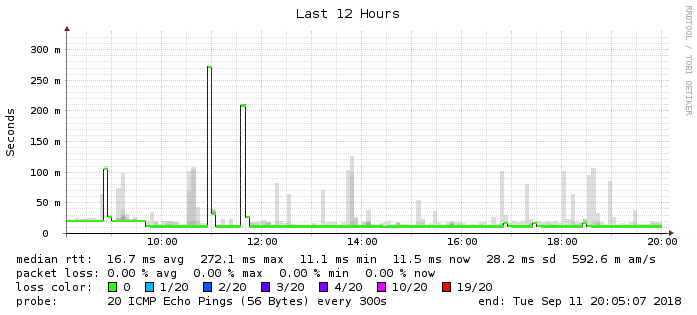 Last 12 Hours
RRDTOOL / TOBI OETIKER
Seconds
300 m
250 m
200 m
150 m
100 m
50 m
0
10:00 12:00 14:00 16:00 18:00 20:00
median rtt: 16.7 ms avg 272.1 ms max 11.1 ms min 11.5 ms now 28.2 ms sd 592.6 m am/s
packet loss: 0.00 % avg 0.00 % max 0.00 % min 0.00 % now
loss color: 0 1/20 2/20 3/20 4/20 10/20 19/20
probe: 20 ICMP Echo Pings (56 Bytes) every 300s end: Tue Sep 11 20:05:07 2018